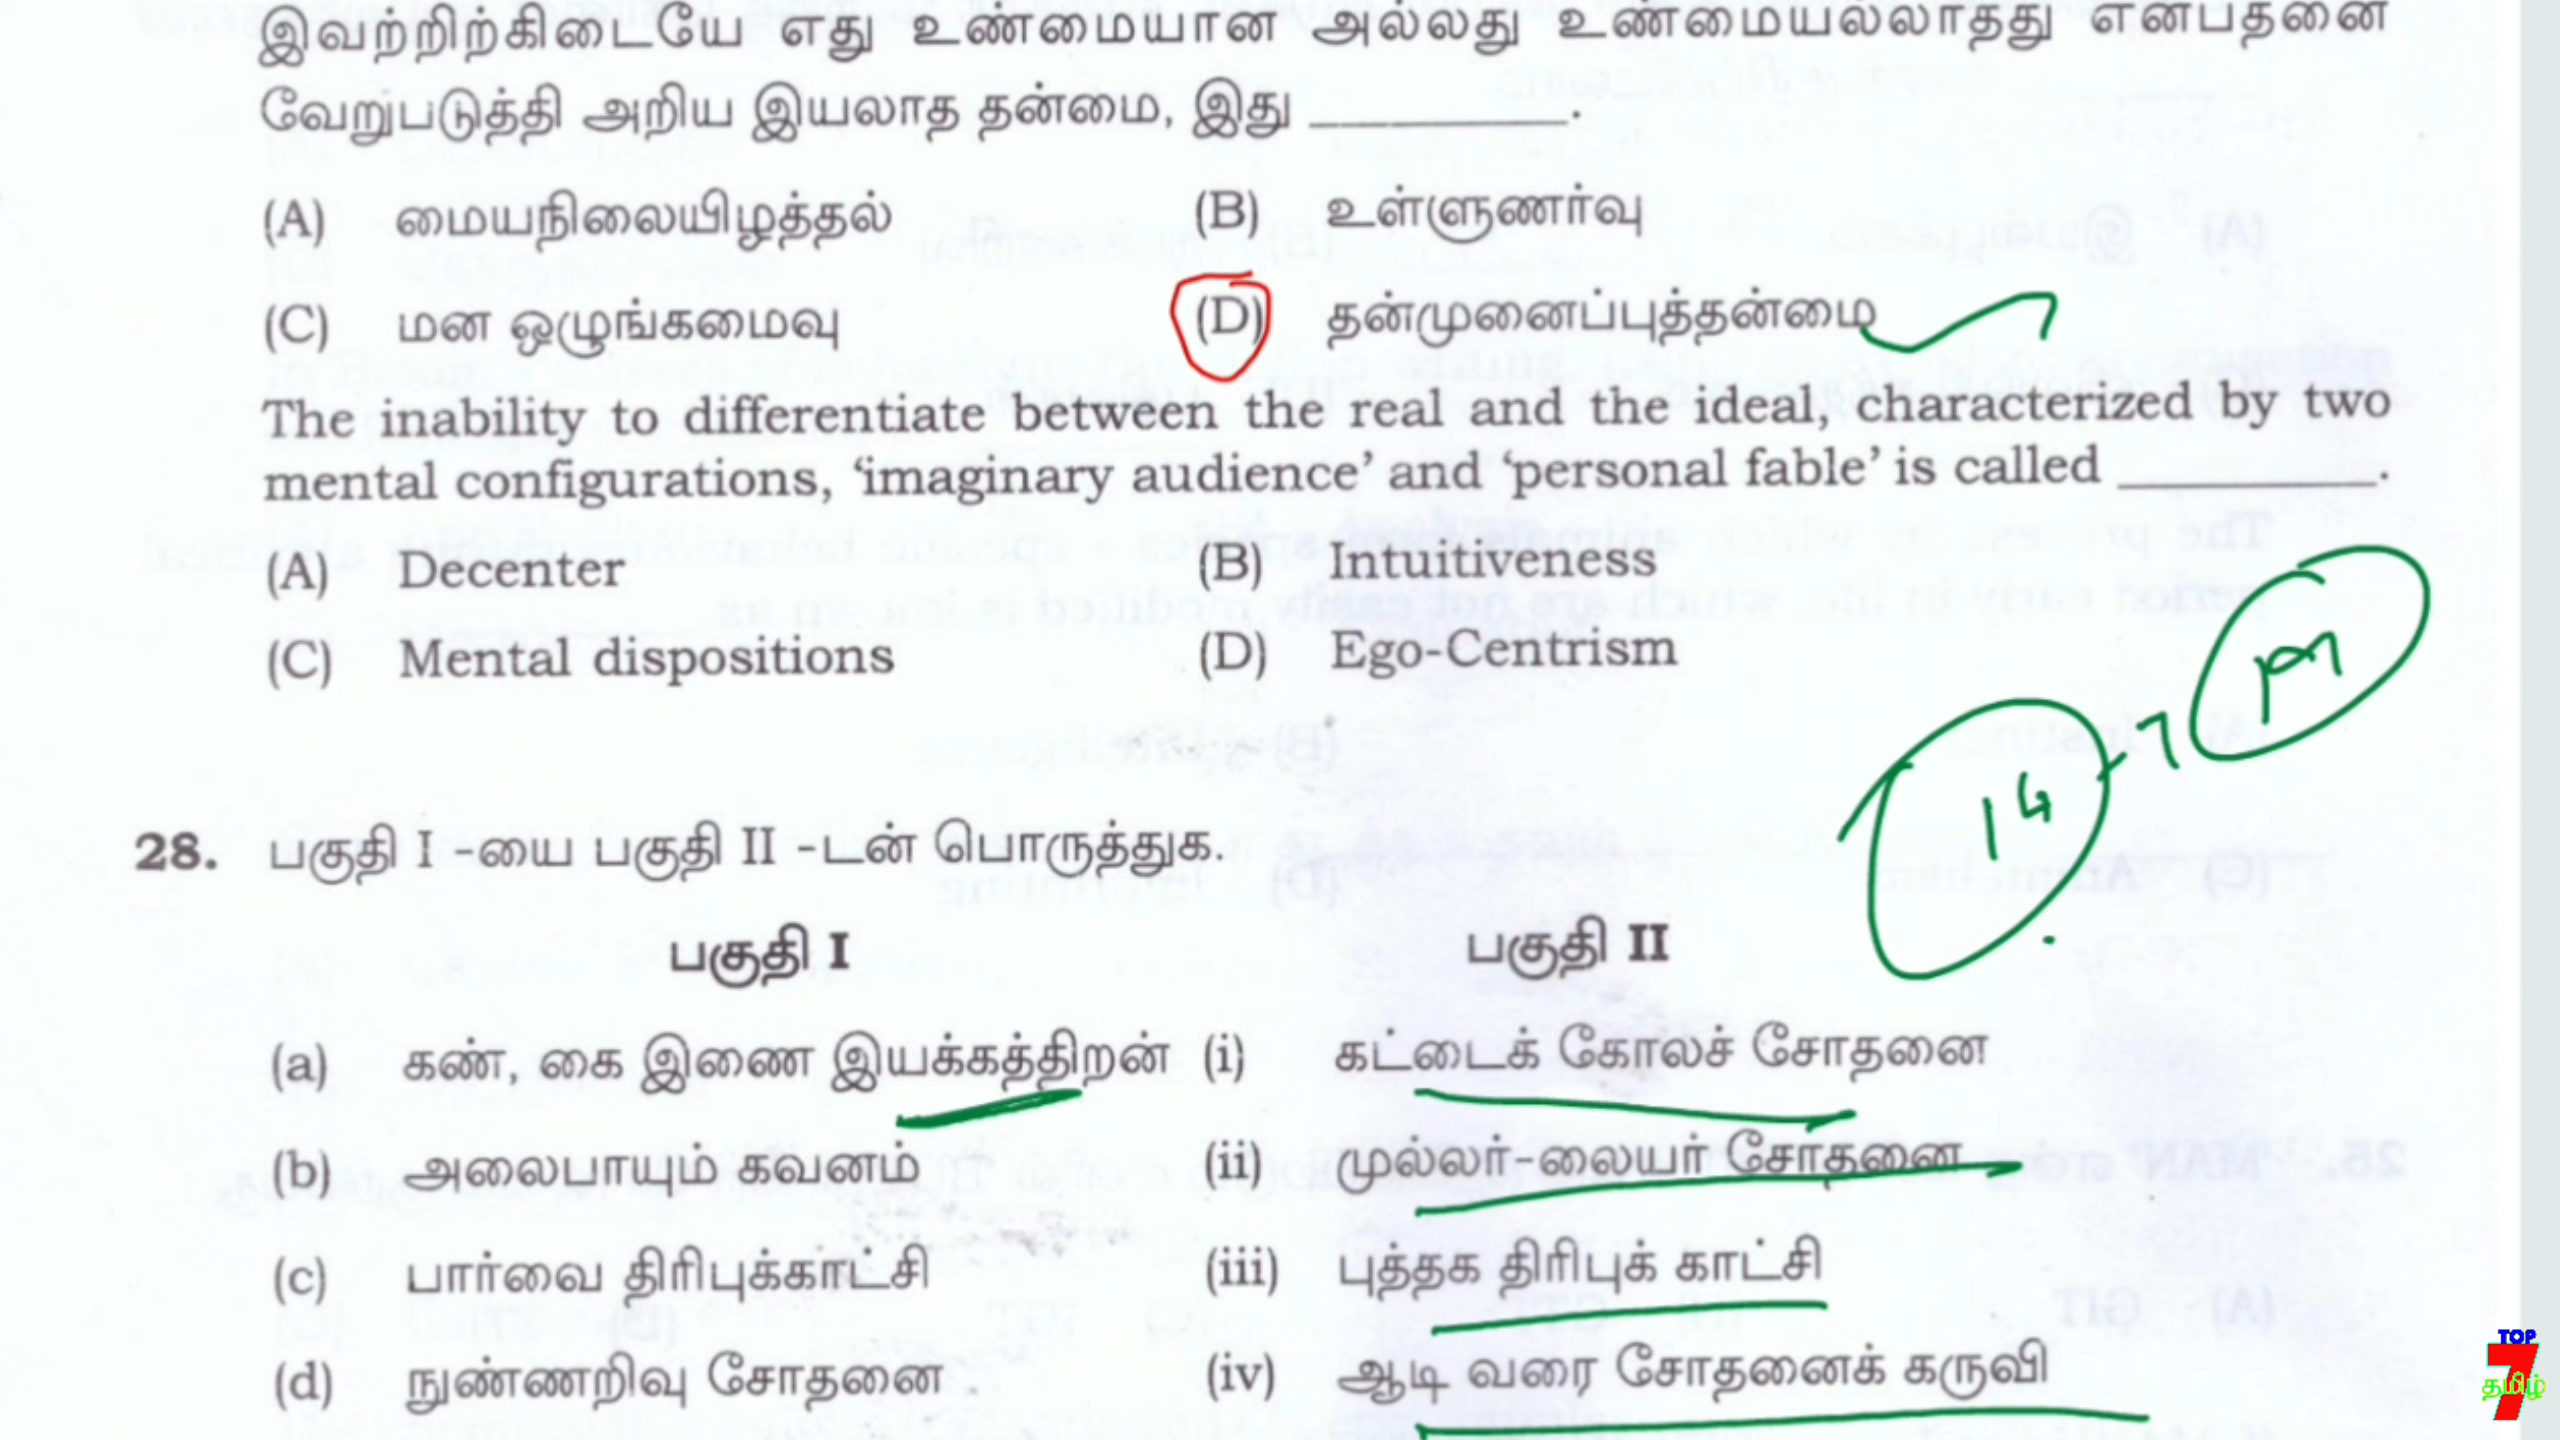 இவற்றிற்கிடையே எது உண்மையான அல்லது உண்மையல்லாதது என்பதனை
வேறுபடுத்தி அறிய இயலாத தன்மை, இது ________.
(A) மையநிலையிழத்தல் (B) உள்ளுணர்வு
(C) மன ஒழுங்கமைவு (D) தன்முனைப்புத்தன்மை
The inability to differentiate between the real and the ideal, characterized by two
mental configurations, ‘imaginary audience’ and ‘personal fable’ is called ________.
(A) Decenter (B) Intuitiveness
(C) Mental dispositions (D) Ego-Centrism
14
28. பகுதி I -யை பகுதி II -டன் பொருத்துக.
பகுதி I பகுதி II
(a) கண், கை இணை இயக்கத்திறன் (i) கட்டைக் கோலச் சோதனை
(b) அலைபாயும் கவனம் (ii) முல்லர்-லையர் சோதனை
(c) பார்வை திரிபுக்காட்சி (iii) புத்தக திரிபுக் காட்சி
(d) நுண்ணறிவு சோதனை (iv) ஆடி வரை சோதனைக் கருவி
TOP
7
தமிழ்